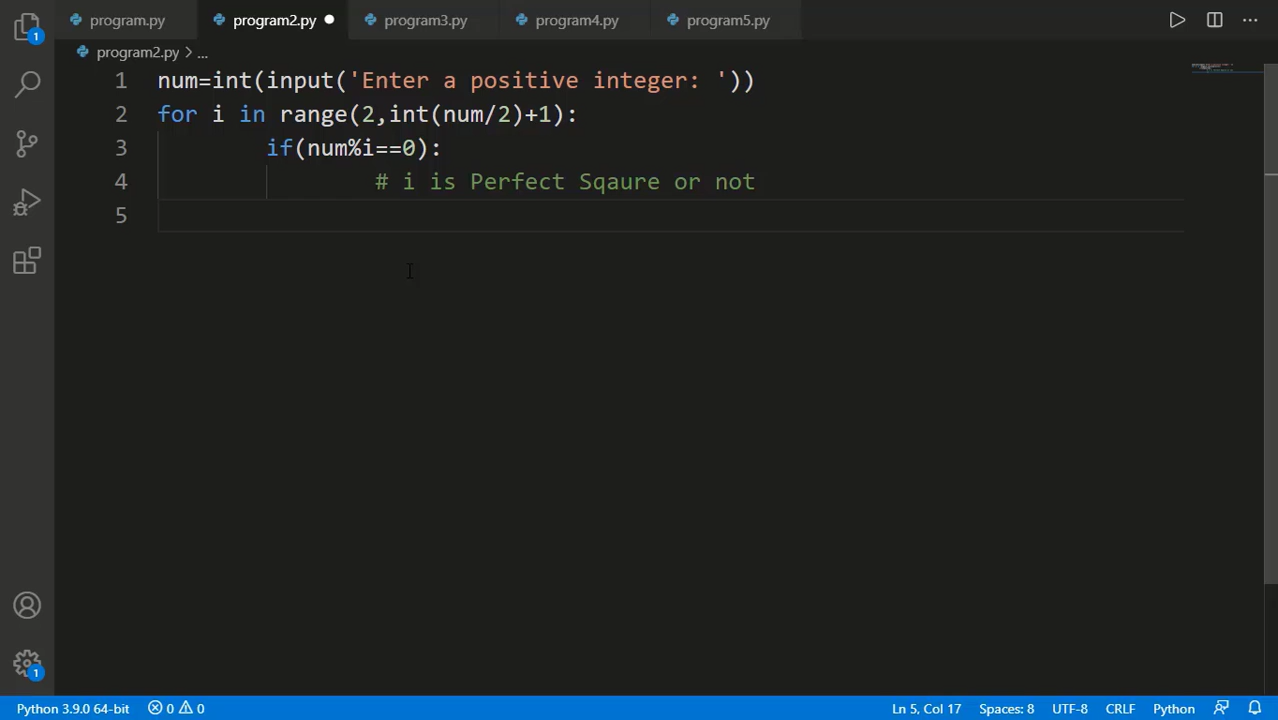 program.py program2.py program3.py program4.py program5.py
program2.py > ...
1 num=int(input('Enter a positive integer: '))
2 for i in range(2,int(num/2)+1):
3 if(num%i==0):
4 # i is Perfect Sqaure or not
5
1
1
Python 3.9.0 64-bit 0 0 Ln 5, Col 17 Spaces: 8 UTF-8 CRLF Python